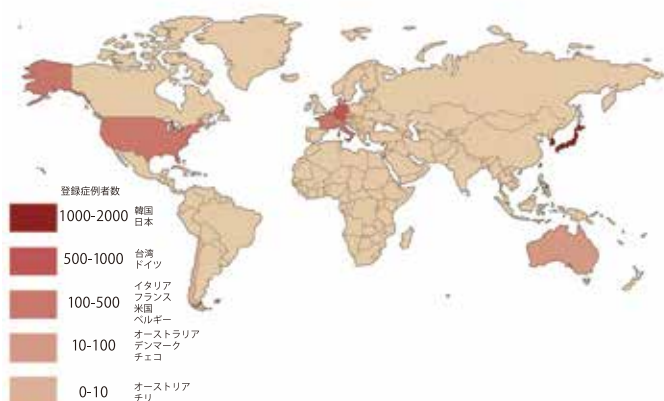 登録症例者数
1000-2000 韓国
日本
500-1000 台湾
ドイツ
100-500 イタリア
フランス
米国
ベルギー
10-100 オーストラリア
デンマーク
チェコ
0-10 オーストリア
チリ